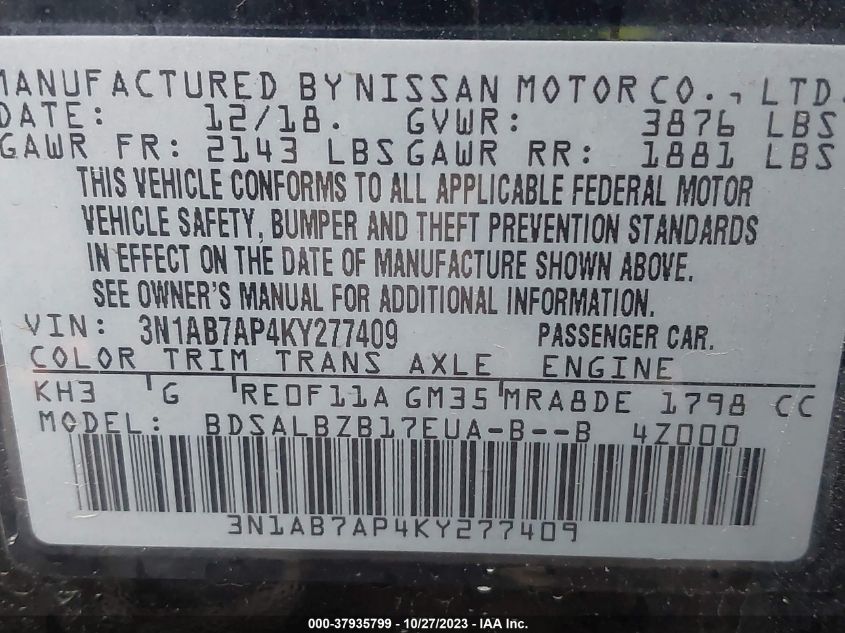 MANUFACTURED BY NISSAN MOTOR CO., LTD.
DATE: 12/18. GVWR: 3876 LBS
GAWR FR: 2143 LBS GAWR RR: 1881 LBS
THIS VEHICLE CONFORMS TO ALL APPLICABLE FEDERAL MOTOR
VEHICLE SAFETY, BUMPER AND THEFT PREVENTION STANDARDS
IN EFFECT ON THE DATE OF MANUFACTURE SHOWN ABOVE.
SEE OWNER'S MANUAL FOR ADDITIONAL INFORMATION.
VIN: 3N1AB7AP4KY277409 PASSENGER CAR.
COLOR TRIM TRANS AXLE ENGINE
KH3 G RE0F11A GM35 MRA8DE 1798 CC
MODEL: BDSALBZB17EUA-B--B 4Z000
3N1AB7AP4KY277409
000-37935799 - 10/27/2023 - IAA Inc.